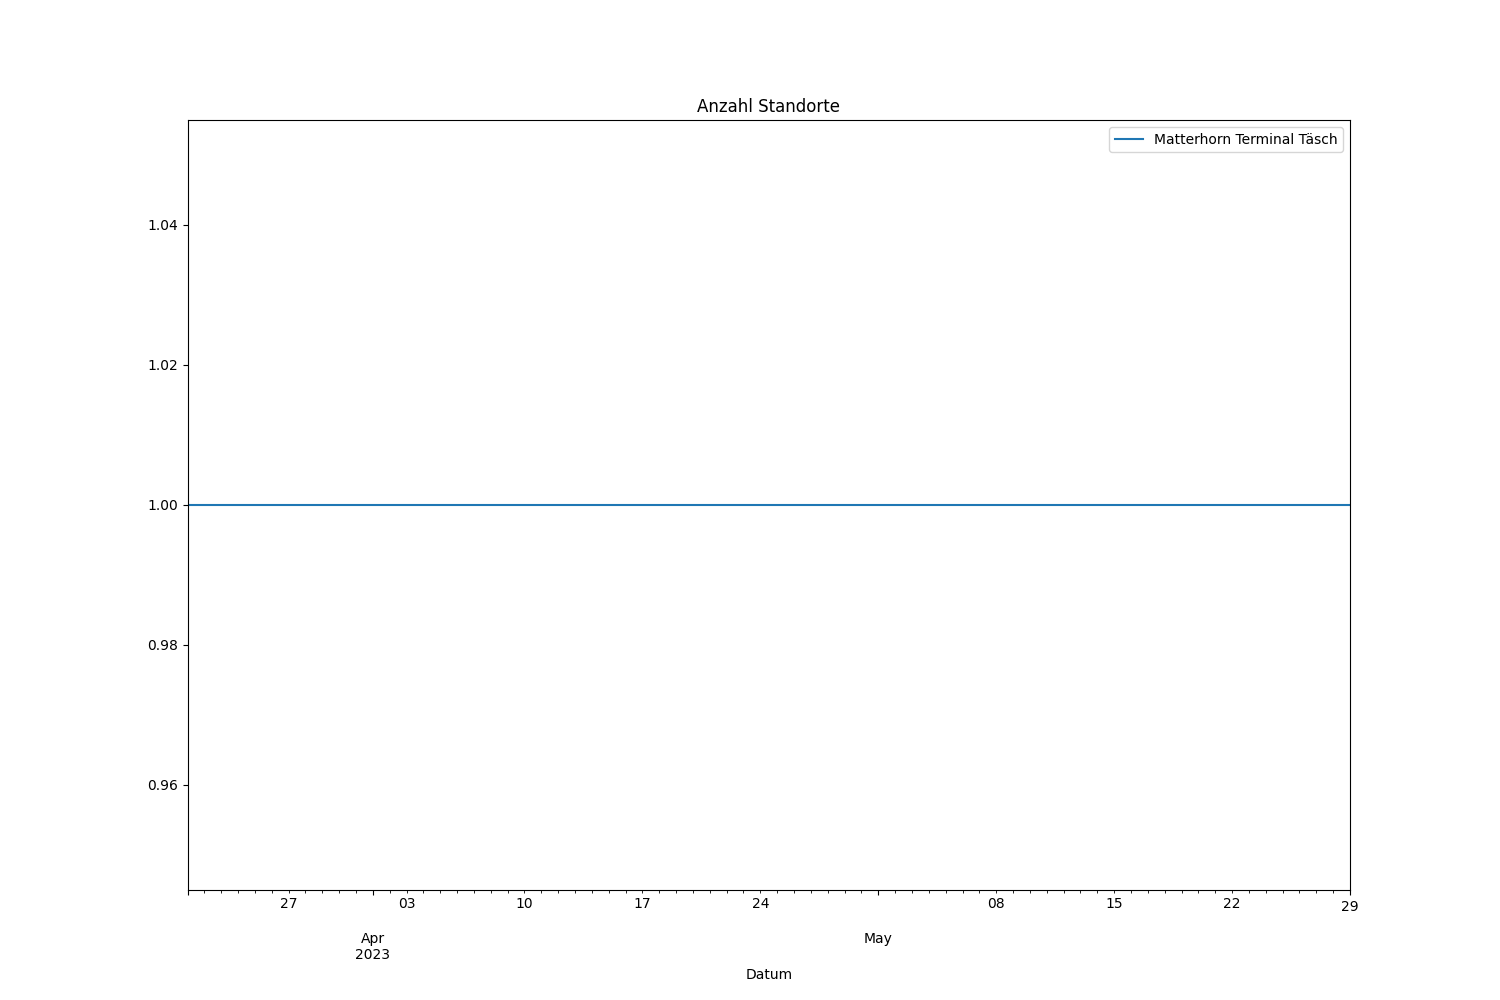 Anzahl Standorte
Matterhorn Terminal Täsch
1.04
1.02
1.00
0.98
0.96
27 03 10 17 24 08 15 22 29
Apr May
2023
Datum